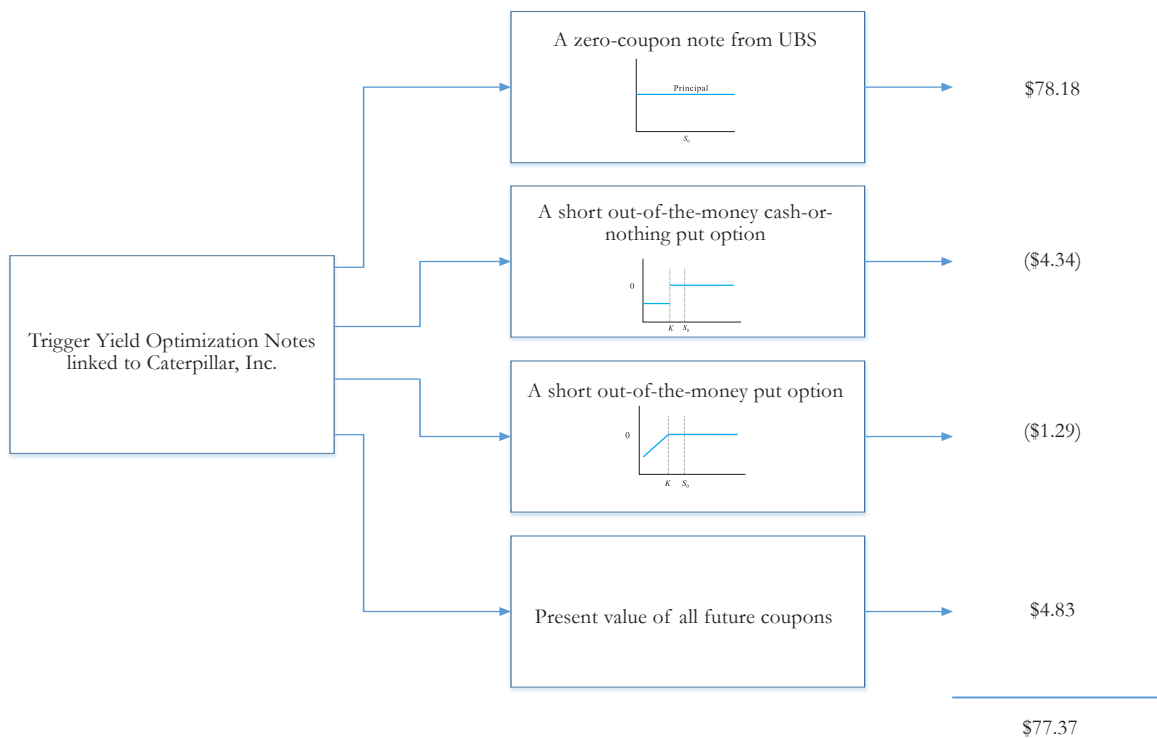 Trigger Yield Optimization Notes
linked to Caterpillar, Inc.
A zero-coupon note from UBS
Principal
S₀
$78.18
A short out-of-the-money cash-or-
nothing put option
0
K S₀
($4.34)
A short out-of-the-money put option
0
K S₀
($1.29)
Present value of all future coupons
$4.83
$77.37